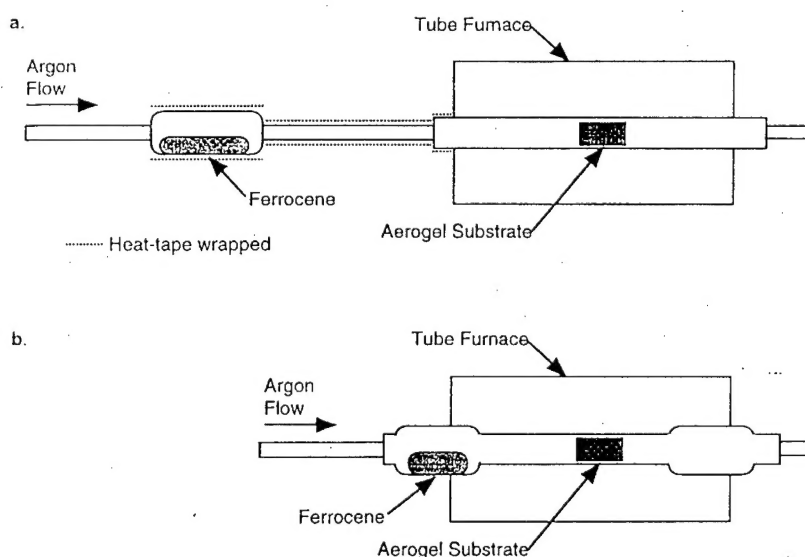 a.
Tube Furnace
Argon
Flow
Ferrocene
Aerogel Substrate
Heat-tape wrapped
b.
Tube Furnace
Argon
Flow
Ferrocene
Aerogel Substrate